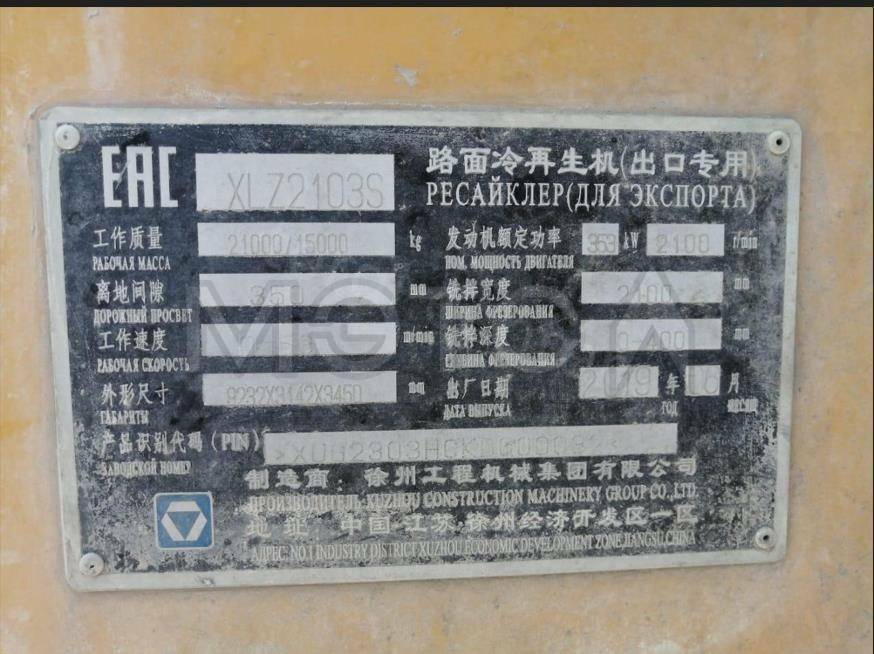 EAC XLZ2103S 路面冷再生机(出口专用)
РЕСАЙКЛЕР(ДЛЯ ЭКСПОРТА)
工作质量 21000/15000 kg 发动机额定功率 353 kW 2100 r/min
РАБОЧАЯ МАССА НОМ. МОЩНОСТЬ ДВИГАТЕЛЯ
离地间隙 350 mm 铣拌宽度 2100 mm
ДОРОЖНЫЙ ПРОСВЕТ ШИРИНА ФРЕЗЕРОВАНИЯ
工作速度 m/min 铣拌深度 0-400 mm
РАБОЧАЯ СКОРОСТЬ ГЛУБИНА ФРЕЗЕРОВАНИЯ
外形尺寸 9232X3142X3450 mm 出厂日期 2019 年 10 月
ГАБАРИТЫ ДАТА ВЫПУСКА ГОД МЕСЯЦ
产品识别代码(PIN)
ЗАВОДСКОЙ НОМЕР
制造商:徐州工程机械集团有限公司
ПРОИЗВОДИТЕЛЬ:XUZHOU CONSTRUCTION MACHINERY GROUP CO.,LTD.
地址:中国·江苏·徐州经济开发区一区
АДРЕС: NO.1 INDUSTRY DISTRICT XUZHOU ECONOMIC DEVELOPMENT ZONE,JIANGSU,CHINA